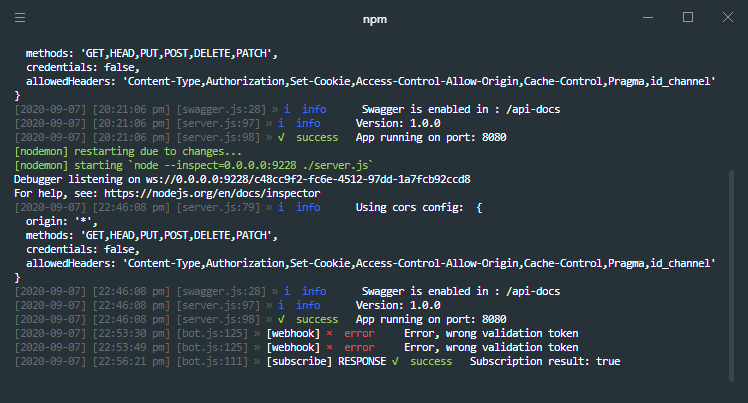 npm
methods: 'GET,HEAD,PUT,POST,DELETE,PATCH',
credentials: false,
allowedHeaders: 'Content-Type,Authorization,Set-Cookie,Access-Control-Allow-Origin,Cache-Control,Pragma,id_channel'
}
[2020-09-07] [20:21:06 pm] [swagger.js:28] » i info Swagger is enabled in : /api-docs
[2020-09-07] [20:21:06 pm] [server.js:97] » i info Version: 1.0.0
[2020-09-07] [20:21:06 pm] [server.js:98] » √ success App running on port: 8080
[nodemon] restarting due to changes...
[nodemon] starting `node --inspect=0.0.0.0:9228 ./server.js`
Debugger listening on ws://0.0.0.0:9228/c48cc9f2-fc6e-4512-97dd-1a7fcb92ccd8
For help, see: https://nodejs.org/en/docs/inspector
[2020-09-07] [22:46:08 pm] [server.js:79] » i info Using cors config: {
origin: '*',
methods: 'GET,HEAD,PUT,POST,DELETE,PATCH',
credentials: false,
allowedHeaders: 'Content-Type,Authorization,Set-Cookie,Access-Control-Allow-Origin,Cache-Control,Pragma,id_channel'
}
[2020-09-07] [22:46:08 pm] [swagger.js:28] » i info Swagger is enabled in : /api-docs
[2020-09-07] [22:46:08 pm] [server.js:97] » i info Version: 1.0.0
[2020-09-07] [22:46:08 pm] [server.js:98] » √ success App running on port: 8080
[2020-09-07] [22:53:30 pm] [bot.js:125] » [webhook] × error Error, wrong validation token
[2020-09-07] [22:53:49 pm] [bot.js:125] » [webhook] × error Error, wrong validation token
[2020-09-07] [22:56:21 pm] [bot.js:111] » [subscribe] RESPONSE √ success Subscription result: true